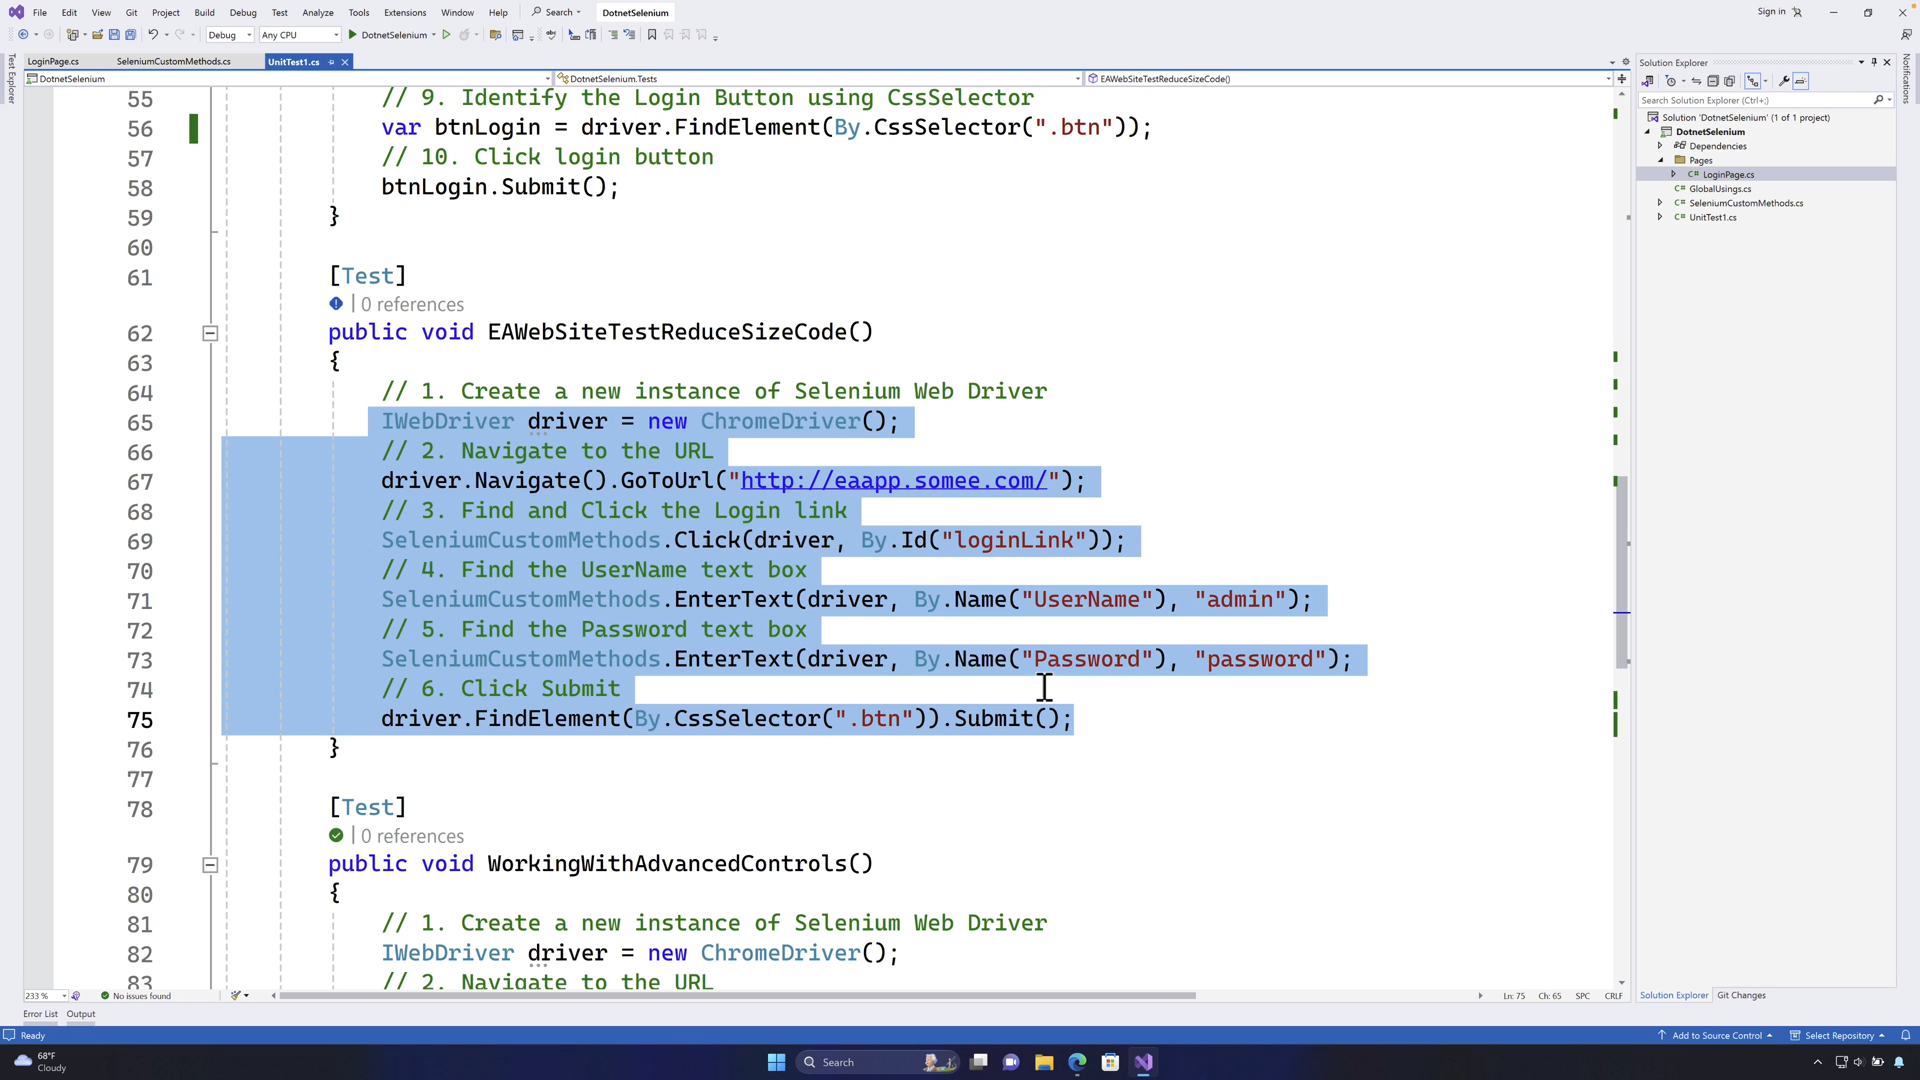 File Edit View Git Project Build Debug Test Analyze Tools Extensions Window Help Search DotnetSelenium Sign in
Debug Any CPU DotnetSelenium
LoginPage.cs SeleniumCustomMethods.cs UnitTest1.cs
DotnetSelenium DotnetSelenium.Tests EAWebSiteTestReduceSizeCode()
55 // 9. Identify the Login Button using CssSelector
56 var btnLogin = driver.FindElement(By.CssSelector(".btn"));
57 // 10. Click login button
58 btnLogin.Submit();
59 }
60
61 [Test]
0 references
62 public void EAWebSiteTestReduceSizeCode()
63 {
64 // 1. Create a new instance of Selenium Web Driver
65 IWebDriver driver = new ChromeDriver();
66 // 2. Navigate to the URL
67 driver.Navigate().GoToUrl("http://eaapp.somee.com/");
68 // 3. Find and Click the Login link
69 SeleniumCustomMethods.Click(driver, By.Id("loginLink"));
70 // 4. Find the UserName text box
71 SeleniumCustomMethods.EnterText(driver, By.Name("UserName"), "admin");
72 // 5. Find the Password text box
73 SeleniumCustomMethods.EnterText(driver, By.Name("Password"), "password");
74 // 6. Click Submit
75 driver.FindElement(By.CssSelector(".btn")).Submit();
76 }
77
78 [Test]
0 references
79 public void WorkingWithAdvancedControls()
80 {
81 // 1. Create a new instance of Selenium Web Driver
82 IWebDriver driver = new ChromeDriver();
83 // 2. Navigate to the URL
233 % No issues found Ln: 75 Ch: 65 SPC CRLF
Error List Output
Ready Add to Source Control Select Repository
Test Explorer
Solution Explorer
Search Solution Explorer (Ctrl+;)
Solution 'DotnetSelenium' (1 of 1 project)
DotnetSelenium
Dependencies
Pages
C# LoginPage.cs
C# GlobalUsings.cs
C# SeleniumCustomMethods.cs
C# UnitTest1.cs
Solution Explorer Git Changes
Notifications
68°F
Cloudy
Search